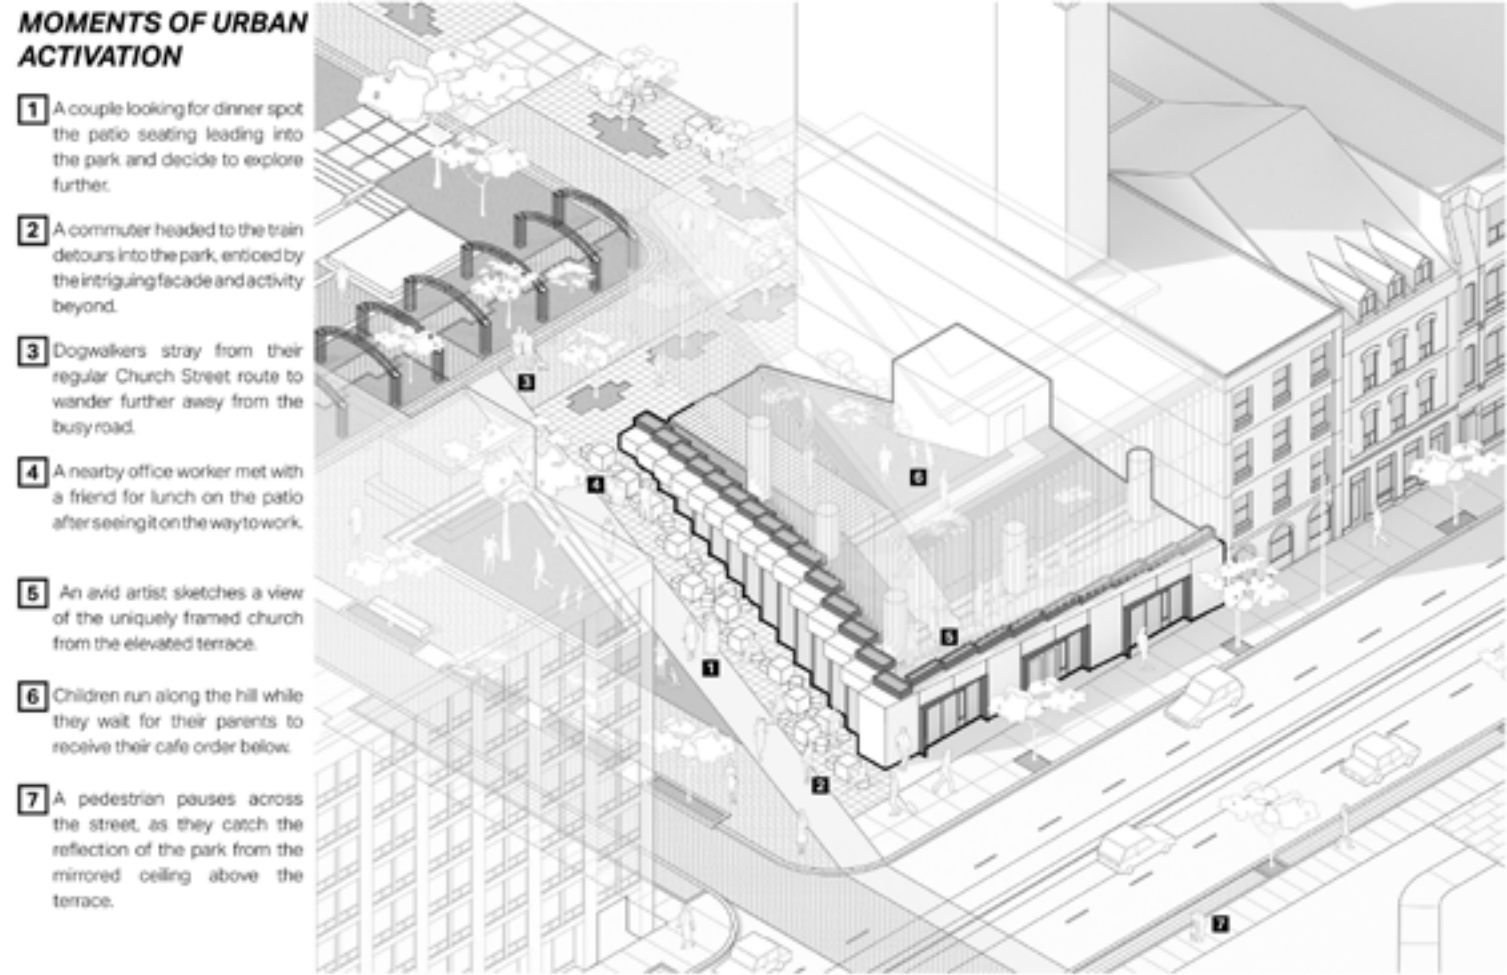 MOMENTS OF URBAN
ACTIVATION
1 A couple looking for dinner spot
the patio seating leading into
the park and decide to explore
further.
2 A commuter headed to the train
detours into the park, enticed by
the intriguing facade and activity
beyond.
3 Dogwalkers stray from their
regular Church Street route to
wander further away from the
busy road.
4 A nearby office worker met with
a friend for lunch on the patio
after seeing it on the way to work.
5 An avid artist sketches a view
of the uniquely framed church
from the elevated terrace.
6 Children run along the hill while
they wait for their parents to
receive their cafe order below.
7 A pedestrian pauses across
the street, as they catch the
reflection of the park from the
mirrored ceiling above the
terrace.
3
4
6
5
1
2
7